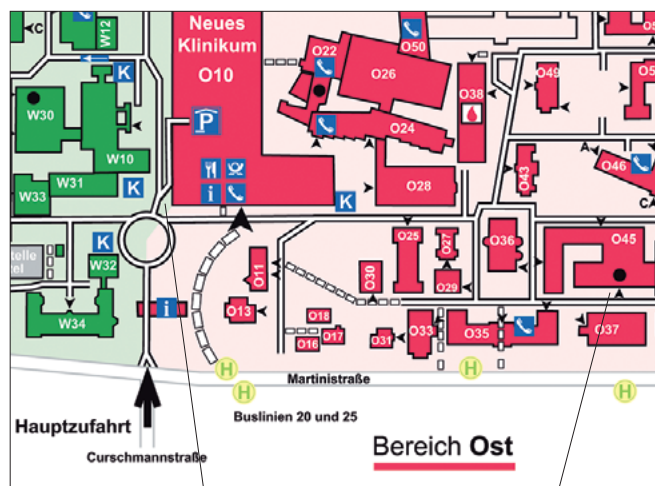 C
W12
Neues
Klinikum
O10
O22
O50
O26
K
W30
P
O38
O49
O24
W10
W31
K
W33
i
K
O28
O43
A
O46
C
K
W32
O25
O27
O36
O45
O11
O30
O29
W34
i
O13
O18
O17
O16
O31
O33
O35
O37
H
H
H
H
Martinistraße
Hauptzufahrt
Buslinien 20 und 25
Curschmannstraße
Bereich Ost